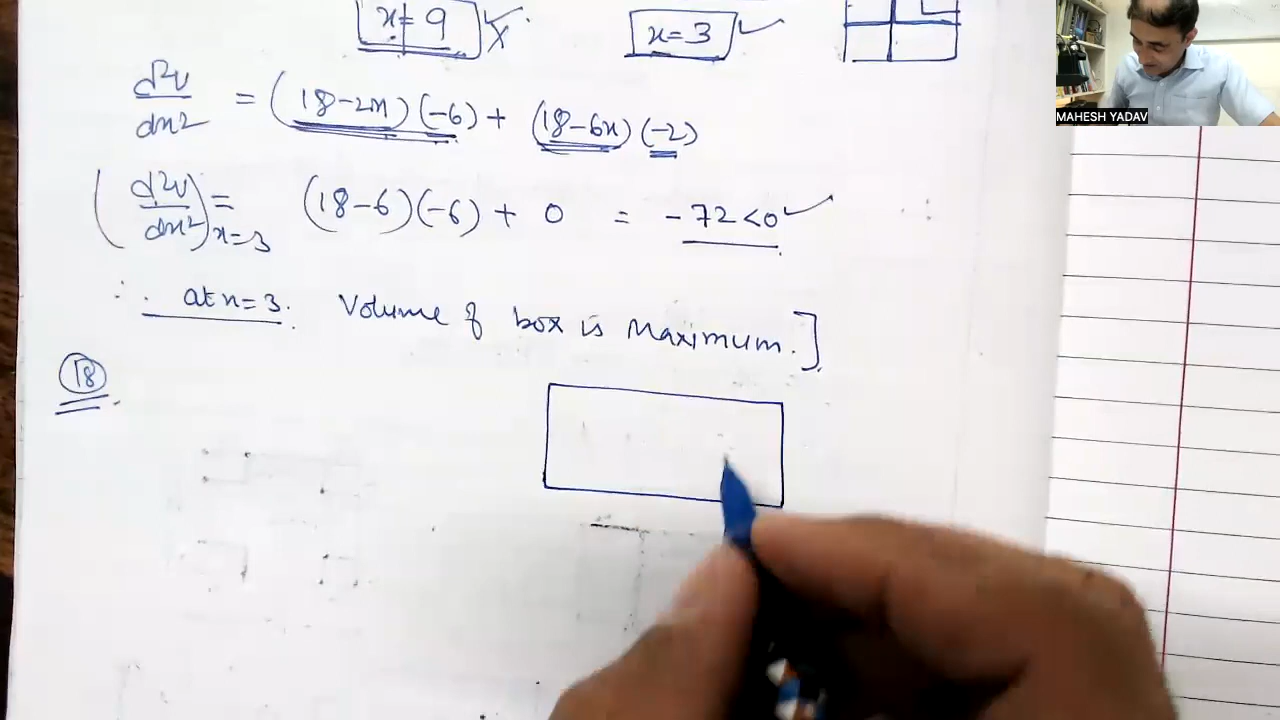 x=9 x=3
MAHESH YADAV
d²v/dx² = (18-2x)(-6) + (18-6x)(-2)
(d²v/dx²)x=3 = (18-6)(-6) + 0 = -72<0
∴ at x=3. Volume of box is Maximum.]
18